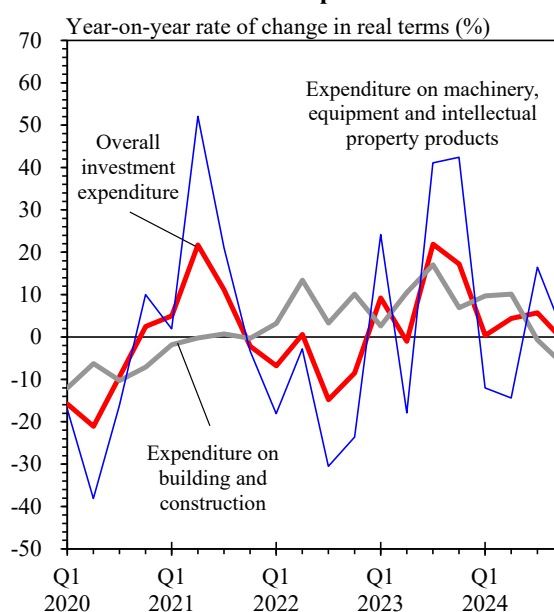 Year-on-year rate of change in real terms (%)
70
60
50
40
30
20
10
0
-10
-20
-30
-40
-50
Expenditure on machinery,
equipment and intellectual
property products
Overall
investment
expenditure
Expenditure on
building and
construction
Q1 Q1 Q1 Q1 Q1
2020 2021 2022 2023 2024